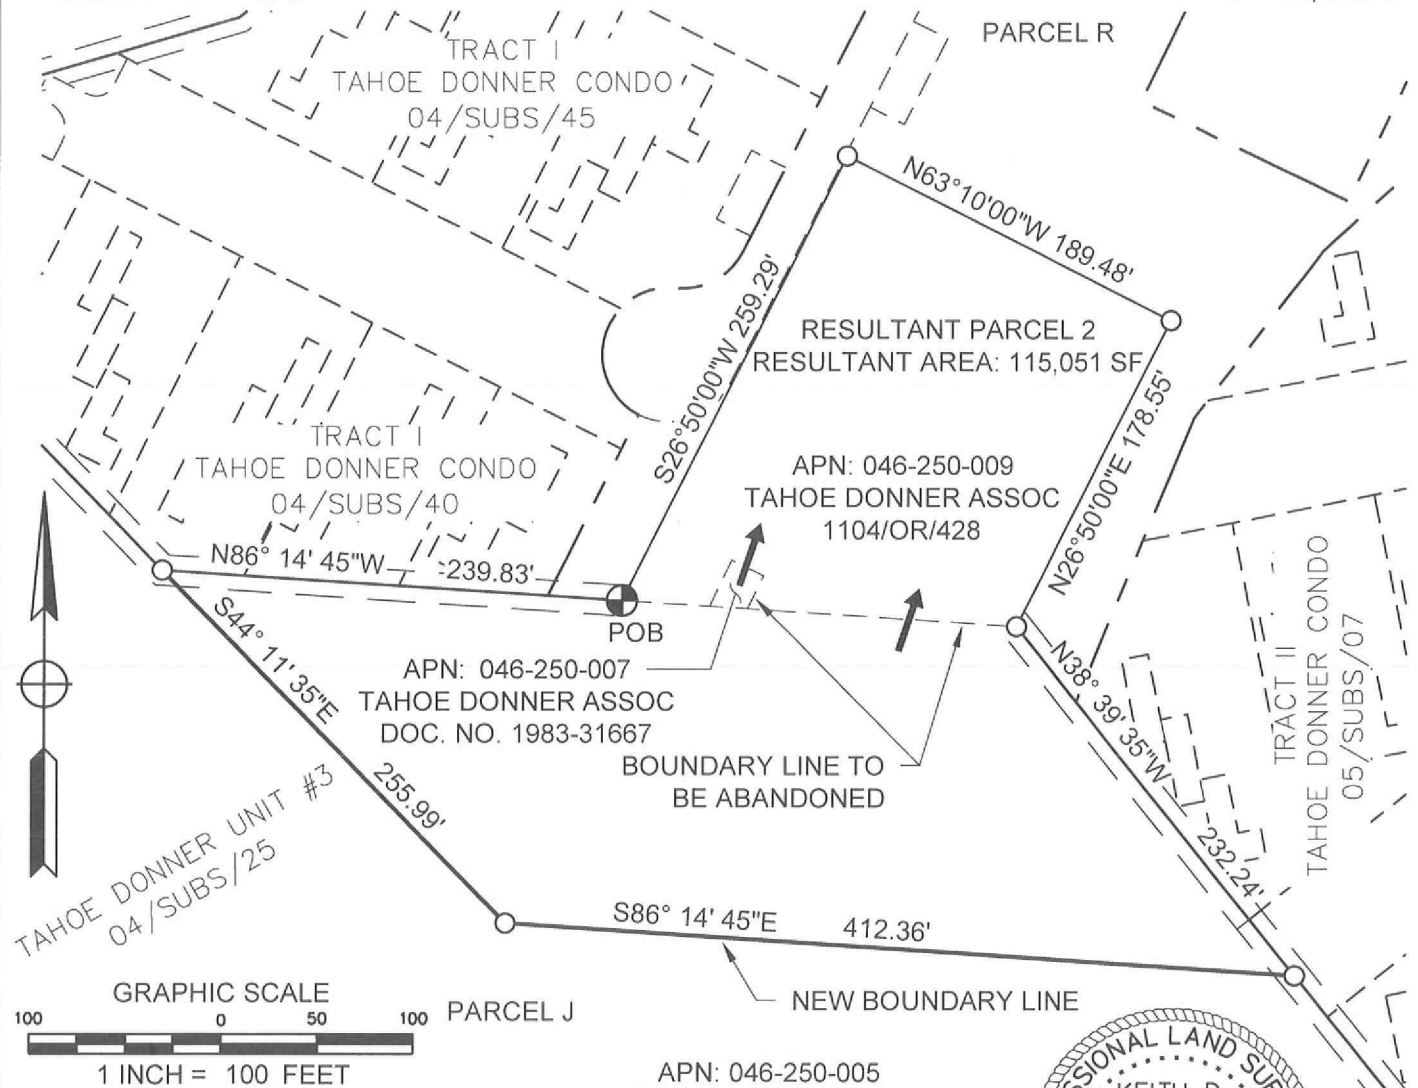 PARCEL R
TRACT I
TAHOE DONNER CONDO
04/SUBS/45
N63°10'00"W 189.48'
S26°50'00"W 259.29'
RESULTANT PARCEL 2
RESULTANT AREA: 115,051 SF
N26°50'00"E 178.55'
TRACT I
TAHOE DONNER CONDO
04/SUBS/40
APN: 046-250-009
TAHOE DONNER ASSOC
1104/OR/428
N86° 14' 45"W 239.83'
POB
S44° 11' 35"E 255.99'
APN: 046-250-007
TAHOE DONNER ASSOC
DOC. NO. 1983-31667
BOUNDARY LINE TO
BE ABANDONED
N38° 39' 35"W 232.24'
TRACT II
TAHOE DONNER CONDO
05/SUBS/07
TAHOE DONNER UNIT #3
04/SUBS/25
S86° 14' 45"E 412.36'
NEW BOUNDARY LINE
GRAPHIC SCALE
100 0 50 100
1 INCH = 100 FEET
PARCEL J
APN: 046-250-005
SIONAL LAND SU